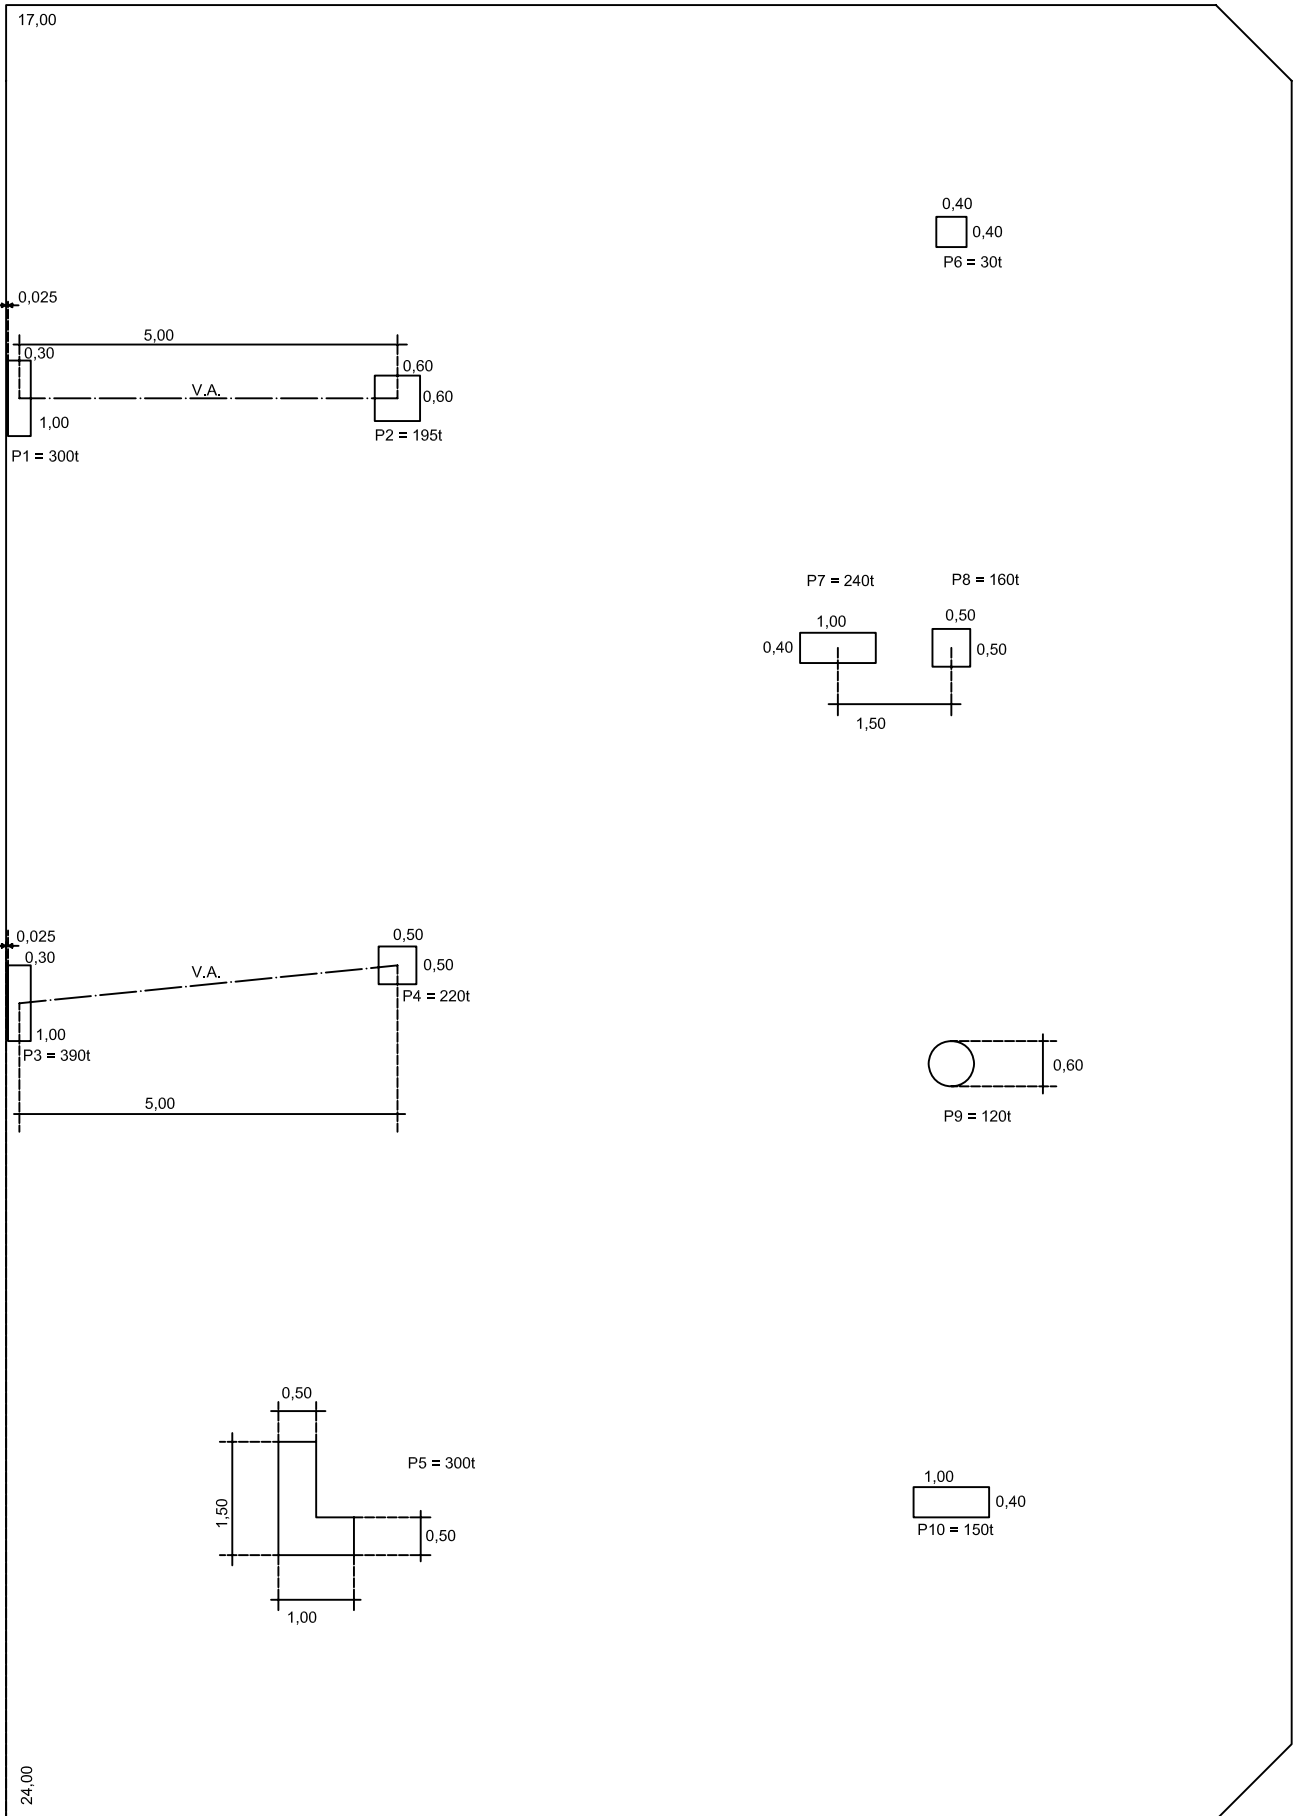 17,00
0,40
0,40
P6 = 30t
0,025
5,00
0,30
0,60
V.A.
0,60
1,00
P2 = 195t
P1 = 300t
P7 = 240t
P8 = 160t
1,00
0,50
0,40
0,50
1,50
0,025
0,50
0,30
V.A.
0,50
P4 = 220t
1,00
P3 = 390t
5,00
0,60
P9 = 120t
0,50
P5 = 300t
1,50
0,50
1,00
1,00
0,40
P10 = 150t
24,00